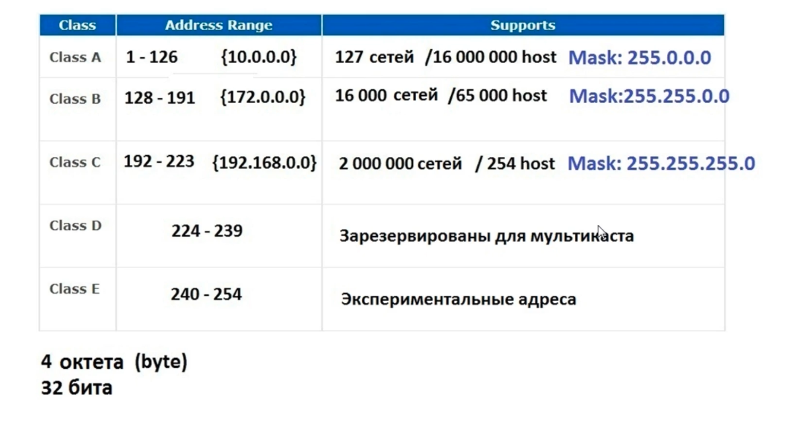 Class Address Range Supports
Class A 1 - 126 {10.0.0.0} 127 сетей /16 000 000 host Mask: 255.0.0.0
Class B 128 - 191 {172.0.0.0} 16 000 сетей /65 000 host Mask:255.255.0.0
Class C 192 - 223 {192.168.0.0} 2 000 000 сетей / 254 host Mask: 255.255.255.0
Class D 224 - 239 Зарезервированы для мультикаста
Class E 240 - 254 Экспериментальные адреса
4 октета (byte)
32 бита